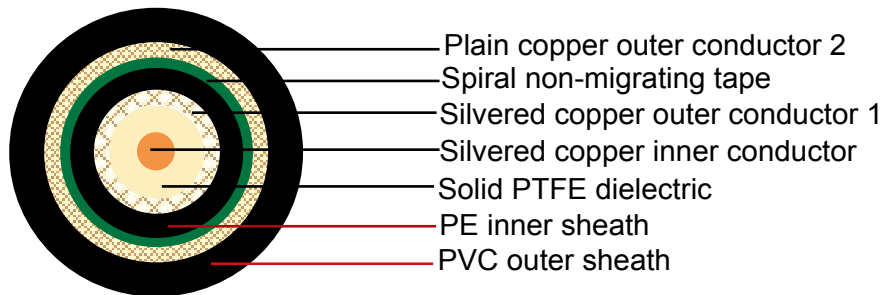 Plain copper outer conductor 2
Spiral non-migrating tape
Silvered copper outer conductor 1
Silvered copper inner conductor
Solid PTFE dielectric
PE inner sheath
PVC outer sheath